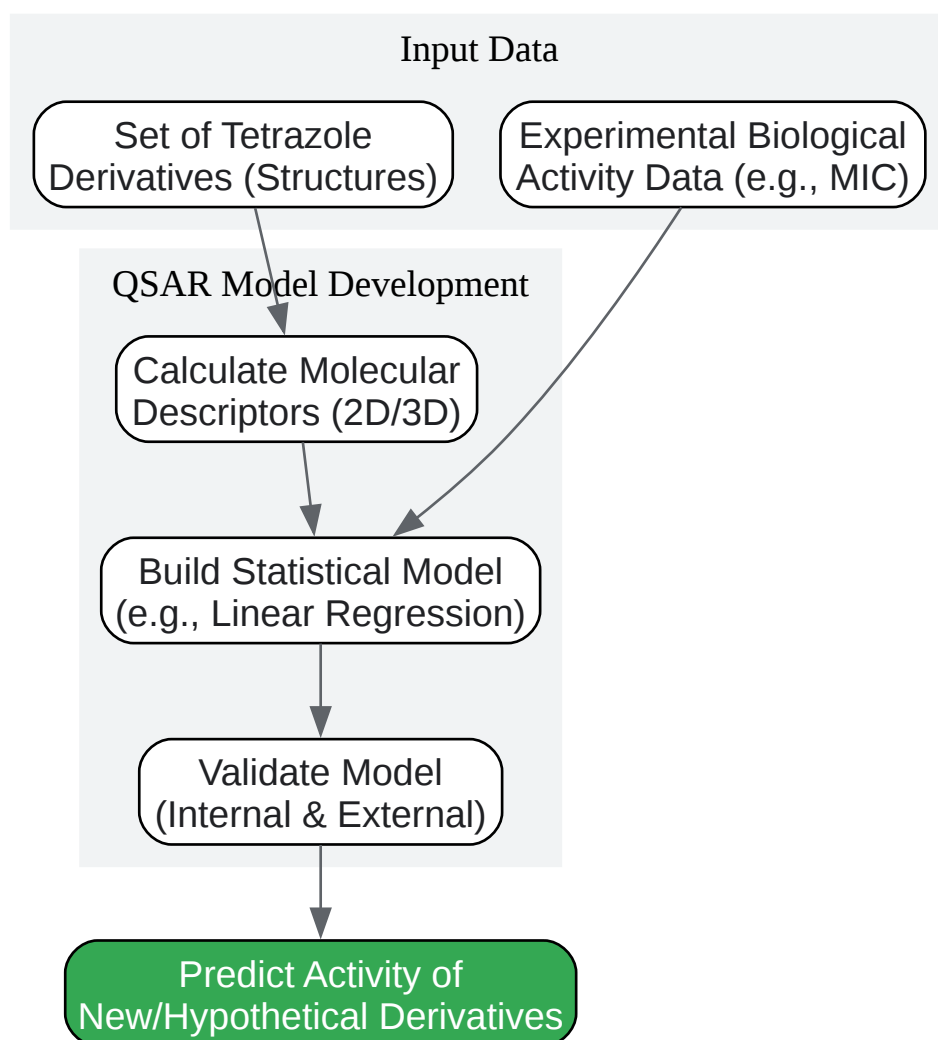 Input Data
Set of Tetrazole
Derivatives (Structures)
Experimental Biological
Activity Data (e.g., MIC)
QSAR Model Development
Calculate Molecular
Descriptors (2D/3D)
Build Statistical Model
(e.g., Linear Regression)
Validate Model
(Internal & External)
Predict Activity of
New/Hypothetical Derivatives